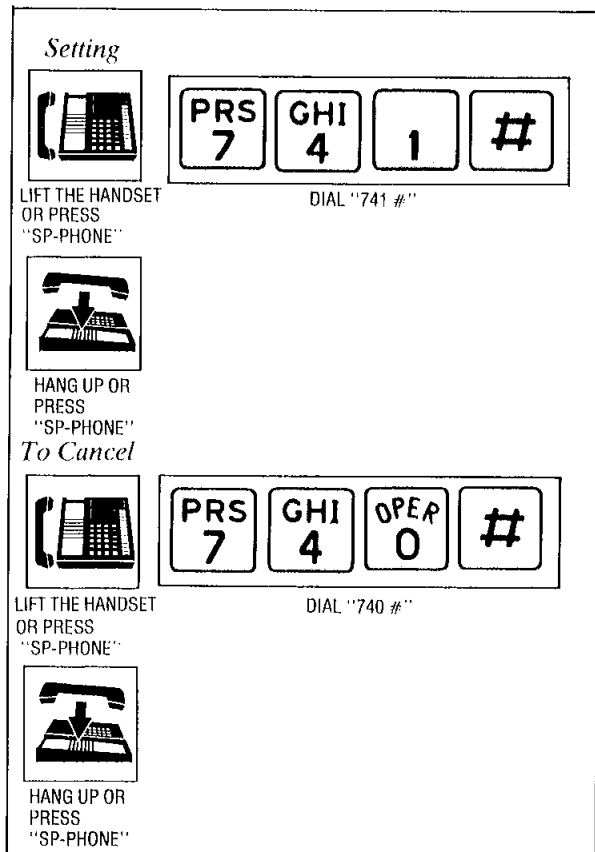 Setting
PRS GHI
7 4 1 #
LIFT THE HANDSET
OR PRESS
"SP-PHONE"
DIAL "741 #"
HANG UP OR
PRESS
"SP-PHONE"
To Cancel
PRS GHI OPER
7 4 0 #
LIFT THE HANDSET
OR PRESS
"SP-PHONE"
DIAL "740 #"
HANG UP OR
PRESS
"SP-PHONE"